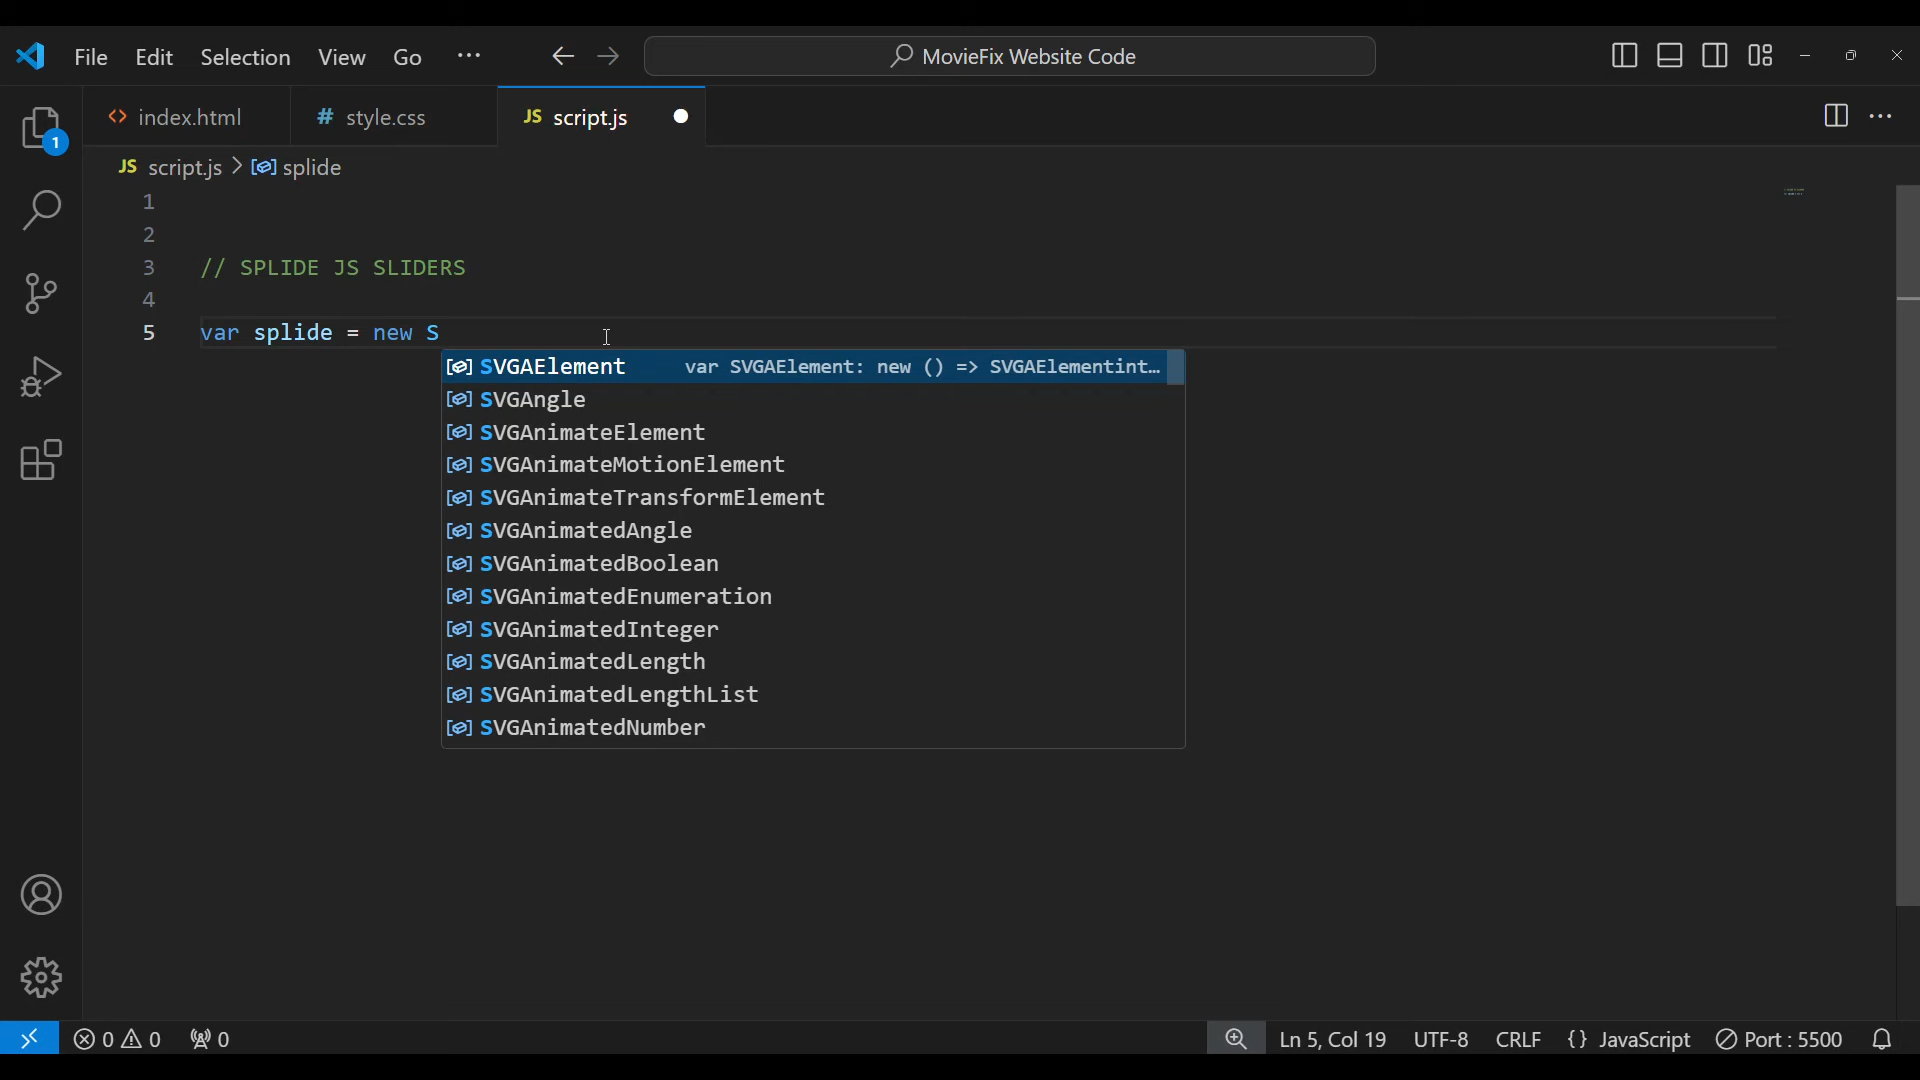 File Edit Selection View Go ··· MovieFix Website Code
<> index.html # style.css JS script.js
1
JS script.js > splide
1
2
3 // SPLIDE JS SLIDERS
4
5 var splide = new S
SVGAElement var SVGAElement: new () => SVGAElementint…
SVGAngle
SVGAnimateElement
SVGAnimateMotionElement
SVGAnimateTransformElement
SVGAnimatedAngle
SVGAnimatedBoolean
SVGAnimatedEnumeration
SVGAnimatedInteger
SVGAnimatedLength
SVGAnimatedLengthList
SVGAnimatedNumber
0 0 0 Ln 5, Col 19 UTF-8 CRLF {} JavaScript Port : 5500